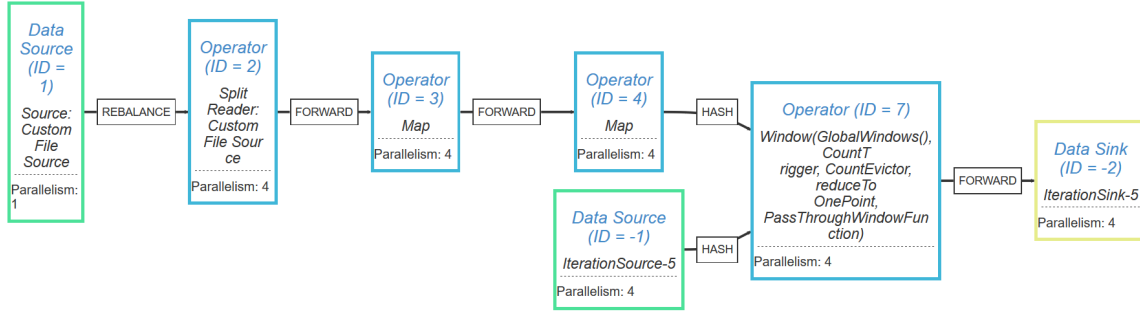 Data
Source
(ID =
1)
Source:
Custom
File
Source
Parallelism:
1
REBALANCE
Operator
(ID = 2)
Split
Reader:
Custom
File Sour
ce
Parallelism: 4
FORWARD
Operator
(ID = 3)
Map
Parallelism: 4
FORWARD
Operator
(ID = 4)
Map
Parallelism: 4
HASH
Data Source
(ID = -1)
IterationSource-5
Parallelism: 4
HASH
Operator (ID = 7)
Window(GlobalWindows(),
CountT
rigger, CountEvictor,
reduceTo
OnePoint,
PassThroughWindowFun
ction)
Parallelism: 4
FORWARD
Data Sink
(ID = -2)
IterationSink-5
Parallelism: 4